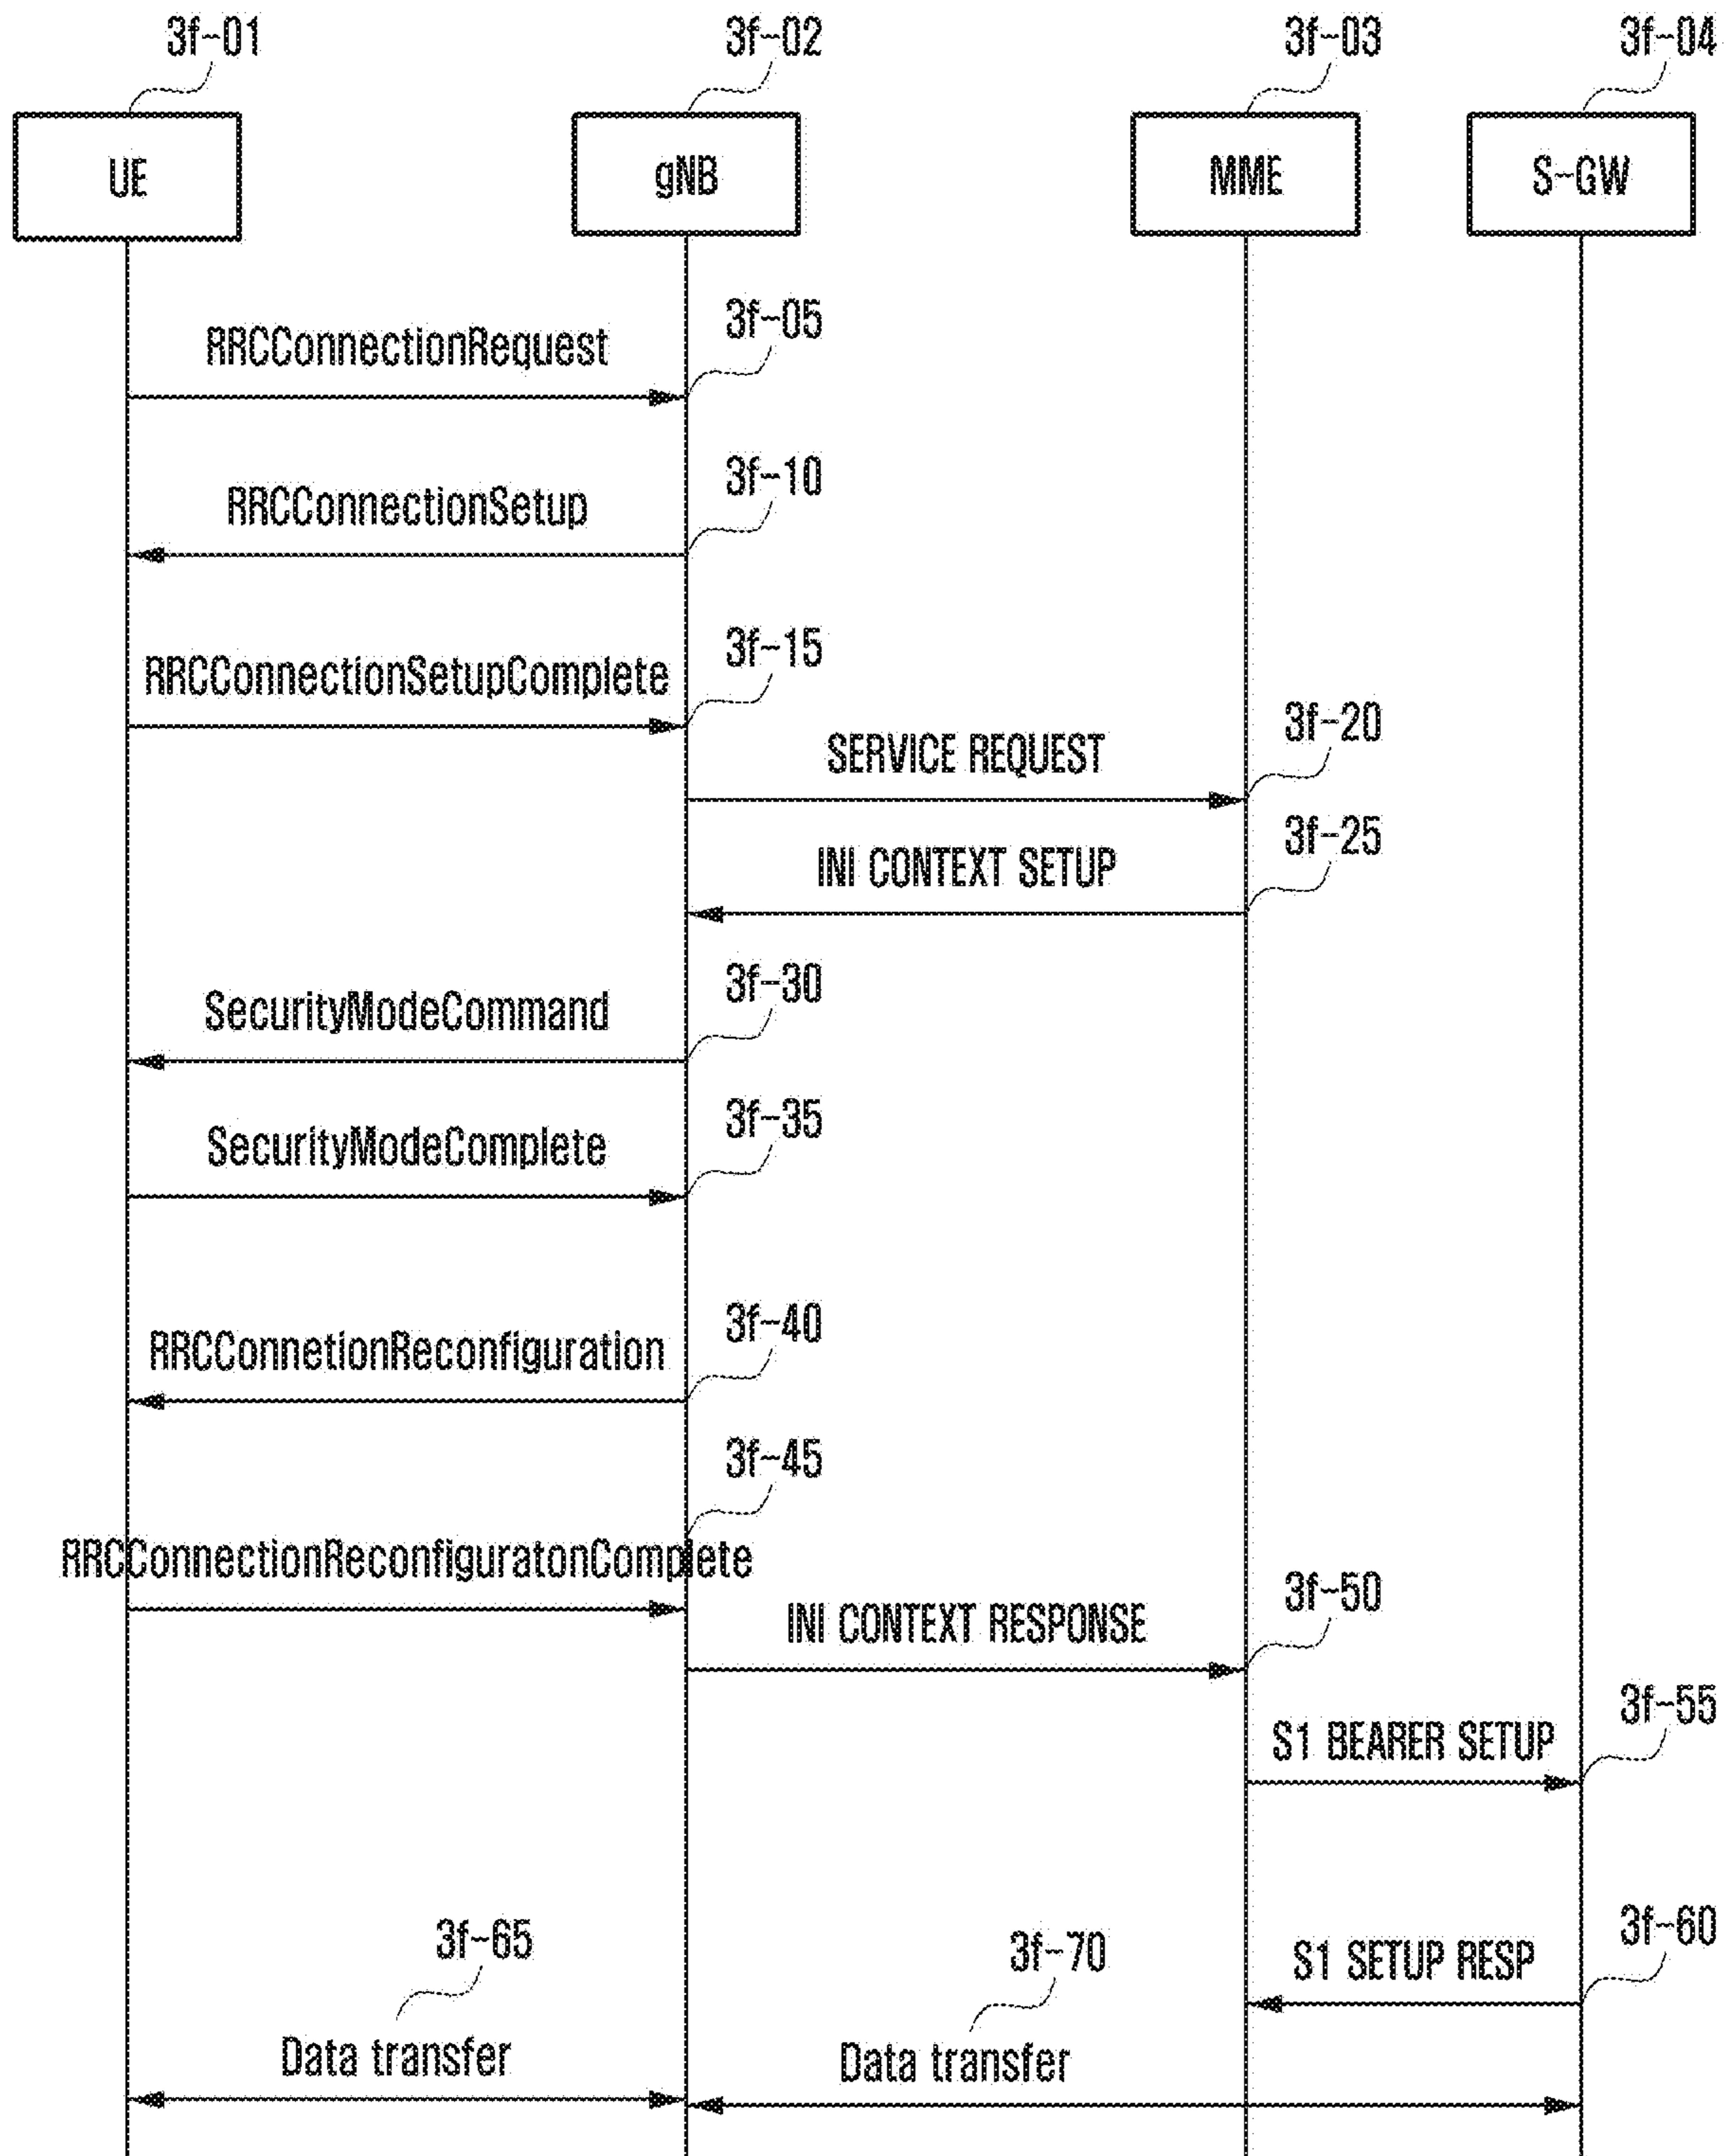 3f-01 3f-02 3f-03 3f-04
UE gNB MME S-GW
3f-05
RRCConnectionRequest
3f-10
RRCConnectionSetup
3f-15
RRCConnectionSetupComplete
3f-20
SERVICE REQUEST
3f-25
INI CONTEXT SETUP
3f-30
SecurityModeCommand
3f-35
SecurityModeComplete
3f-40
RRCConnetionReconfiguration
3f-45
RRCConnectionReconfiguratonComplete
3f-50
INI CONTEXT RESPONSE
3f-55
S1 BEARER SETUP
3f-60
S1 SETUP RESP
3f-65 3f-70
Data transfer Data transfer